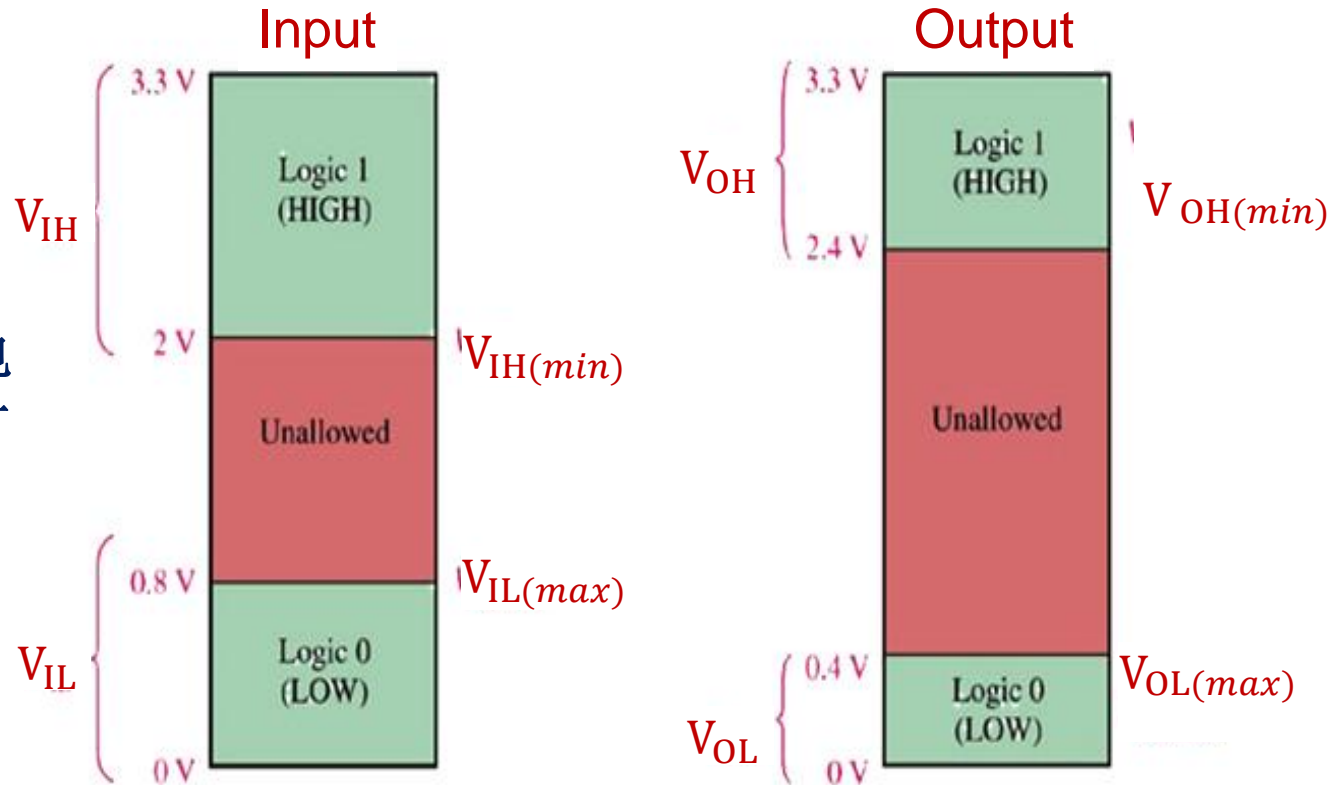 Input
3.3 V
Logic 1
(HIGH)
V_IH
2 V
V_IH(min)
Unallowed
0.8 V
V_IL(max)
Logic 0
(LOW)
V_IL
0 V
Output
3.3 V
Logic 1
(HIGH)
V_OH
V_OH(min)
2.4 V
Unallowed
0.4 V
V_OL(max)
Logic 0
(LOW)
V_OL
0 V